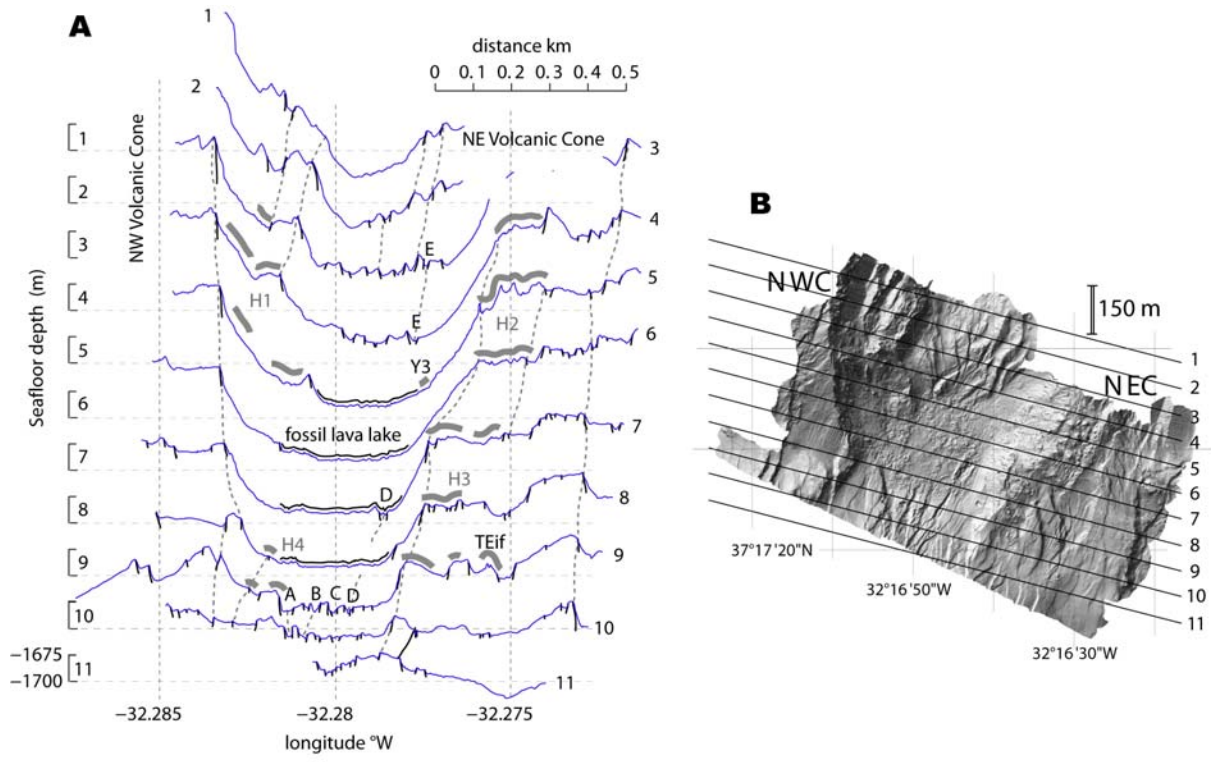 A
1
distance km
0 0.1 0.2 0.3 0.4 0.5
2
NW Volcanic Cone
NE Volcanic Cone
1
3
2
4
E
3
5
H1
4
E
H2
6
Y3
5
6
fossil lava lake
7
7
H3
D
8
8
H4
TEif
9
9
A B C D
10
10
−1675
11
−1700
11
−32.285 −32.28 −32.275
longitude °W
Seafloor depth (m)
B
NWC
150 m
NEC
1
2
3
4
5
6
7
8
9
10
11
37°17'20"N
32°16'50"W
32°16'30"W